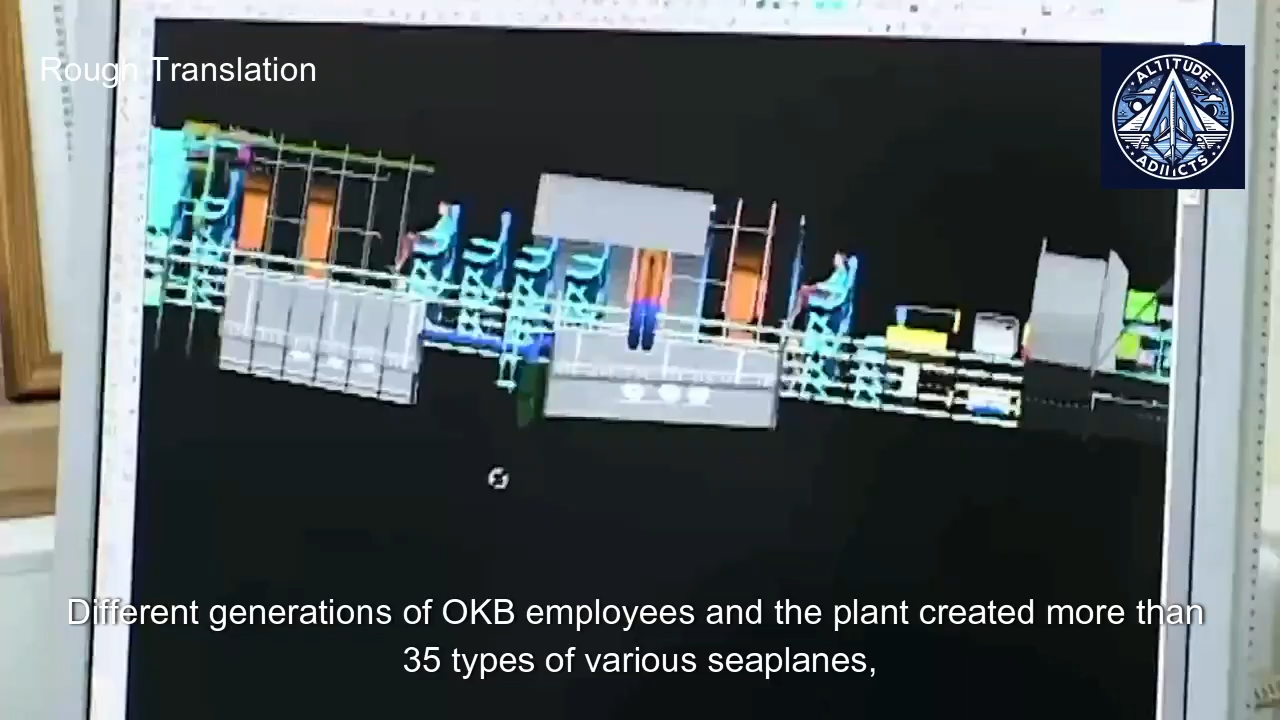 Rough Translation
ALTITUDE
ADIICTS
Different generations of OKB employees and the plant created more than
35 types of various seaplanes,